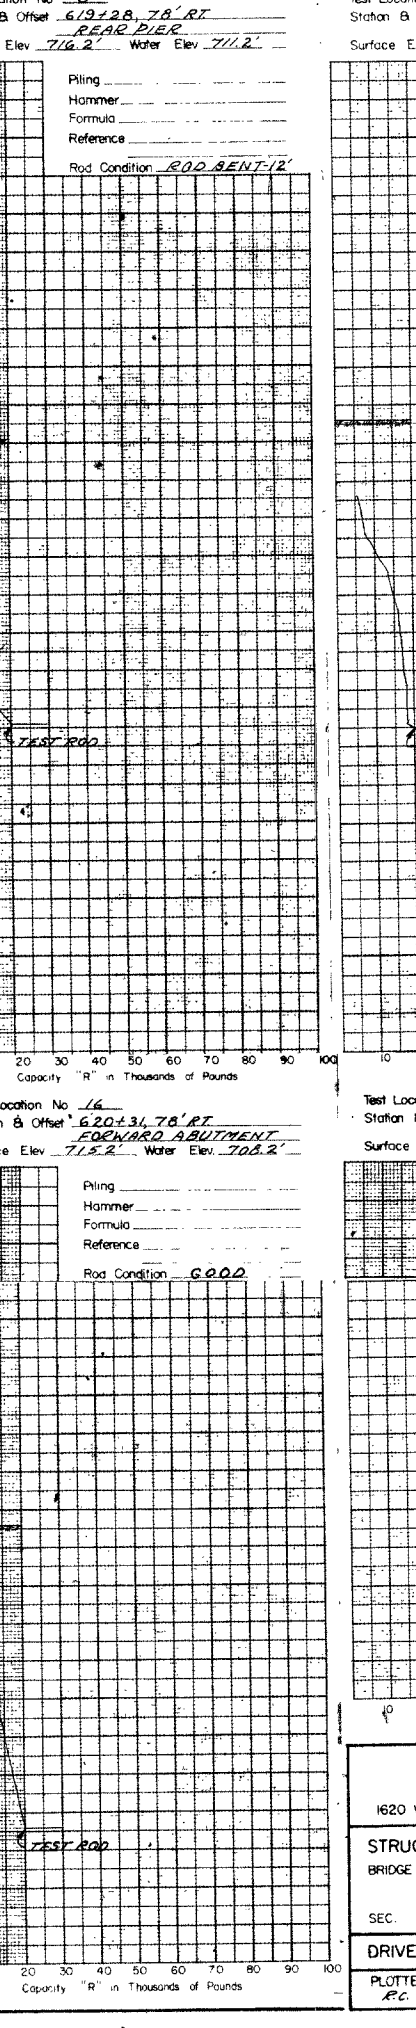 & Offset 619+28, 78' RT.
REAR PIER
Elev 716.2' Water Elev 711.2'
Piling
Hammer
Formula
Reference
Rod Condition ROD BENT-12'
TEST ROD
20 30 40 50 60 70 80 90 100
Capacity "R" in Thousands of Pounds
Station &
Surface E
10
ocation No 16
& Offset 620+31, 78' RT
FORWARD ABUTMENT
e Elev 715.2' Water Elev. 708.2'
Piling
Hammer
Formula
Reference
Rod Condition GOOD
TEST ROD
20 30 40 50 60 70 80 90 100
Capacity "R" in Thousands of Pounds
Test Loc
Station
Surface
10
1620
STRUC
BRIDGE
SEC.
DRIVE
PLOTTE
R.C.